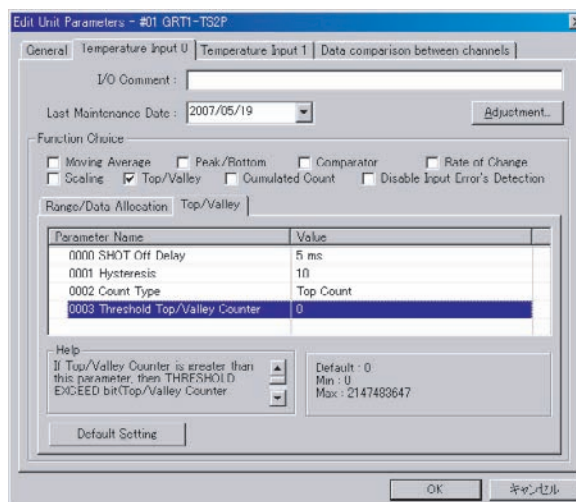 Edit Unit Parameters - #01 GRT1-TS2P
General Temperature Input 0 Temperature Input 1 Data comparison between channels
I/O Comment :
Last Maintenance Date : 2007/05/19 Adjustment...
Function Choice
Moving Average Peak/Bottom Comparator Rate of Change
Scaling Top/Valley Cumulated Count Disable Input Error's Detection
Range/Data Allocation Top/Valley
Parameter Name Value
0000 SHOT Off Delay 5 ms
0001 Hysteresis 10
0002 Count Type Top Count
0003 Threshold Top/Valley Counter 0
Help
If Top/Valley Counter is greater than
this parameter, then THRESHOLD
EXCEED bit(Top/Valley Counter
Default : 0
Min : 0
Max : 2147483647
Default Setting
OK キャンセル